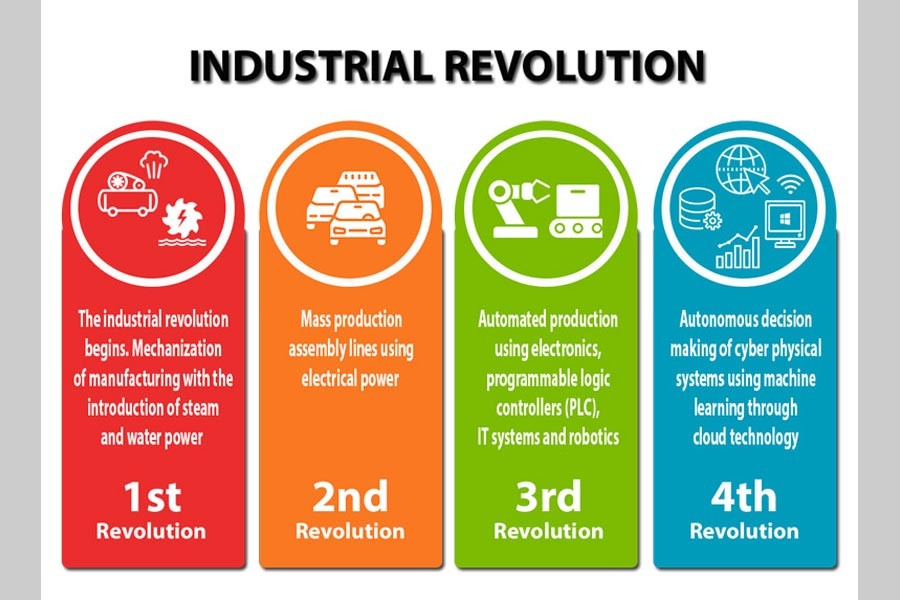 INDUSTRIAL REVOLUTION
The industrial revolution
begins. Mechanization
of manufacturing with the
introduction of steam
and water power
1st
Revolution
Mass production
assembly lines using
electrical power
2nd
Revolution
Automated production
using electronics,
programmable logic
controllers (PLC),
IT systems and robotics
3rd
Revolution
Autonomous decision
making of cyber physical
systems using machine
learning through
cloud technology
4th
Revolution